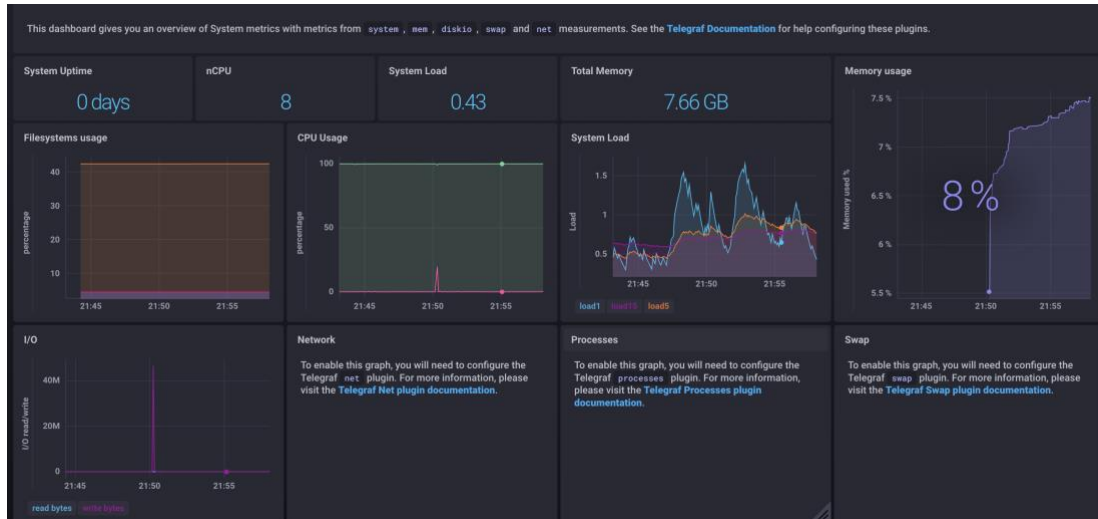 This dashboard gives you an overview of System metrics with metrics from system , mem , diskio , swap and net measurements. See the Telegraf Documentation for help configuring these plugins.
System Uptime
0 days
nCPU
8
System Load
0.43
Total Memory
7.66 GB
Memory usage
7.5 %
7 %
6.5 %
6 %
5.5 %
Memory used %
8 %
21:45
21:50
21:55
Filesystems usage
40
30
20
10
percentage
21:45
21:50
21:55
CPU Usage
100
50
0
percentage
21:45
21:50
21:55
System Load
1.5
1
0.5
Load
21:45
21:50
21:55
load1 load15 load5
I/O
40M
20M
0
I/O read/write
21:45
21:50
21:55
read bytes write bytes
Network
To enable this graph, you will need to configure the
Telegraf net plugin. For more information, please
visit the Telegraf Net plugin documentation.
Processes
To enable this graph, you will need to configure the
Telegraf processes plugin. For more information,
please visit the Telegraf Processes plugin
documentation.
Swap
To enable this graph, you will need to configure the
Telegraf swap plugin. For more information, please
visit the Telegraf Swap plugin documentation.